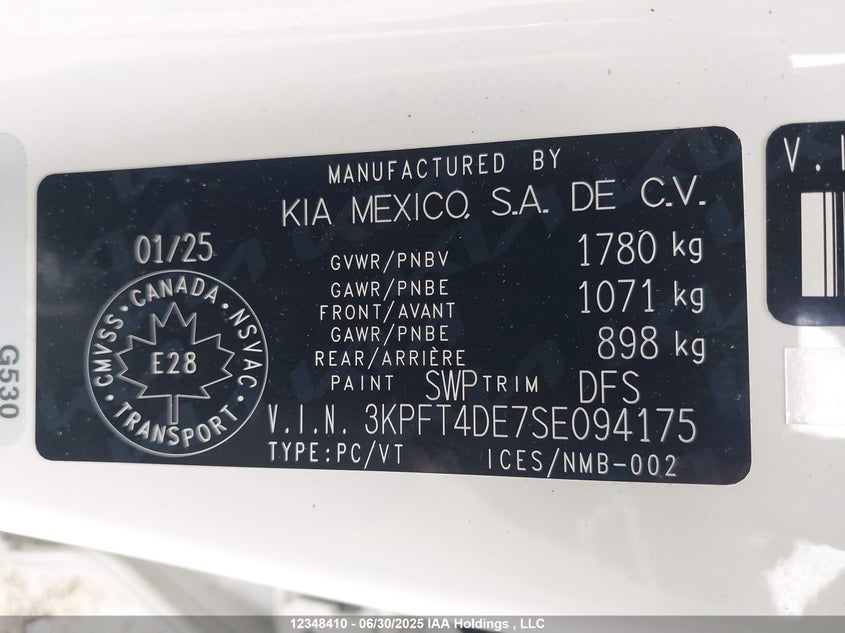 MANUFACTURED BY
KIA MEXICO, S.A. DE C.V.
01/25
GVWR/PNBV 1780 kg
GAWR/PNBE
FRONT/AVANT 1071 kg
GAWR/PNBE
REAR/ARRIÈRE 898 kg
PAINT SWP TRIM DFS
V.I.N. 3KPFT4DE7SE094175
TYPE:PC/VT ICES/NMB-002
CMVSS · CANADA · NSVAC · TRANSPORT ·
E28
G530
V.I
12348410 - 06/30/2025 IAA Holdings , LLC